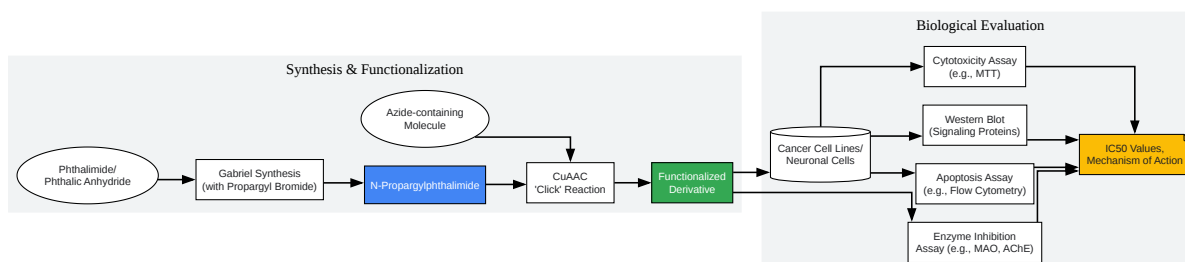 Synthesis & Functionalization
Phthalimide/
Phthalic Anhydride
Gabriel Synthesis
(with Propargyl Bromide)
Azide-containing
Molecule
N-Propargylphthalimide
CuAAC
'Click' Reaction
Functionalized
Derivative
Biological Evaluation
Cancer Cell Lines/
Neuronal Cells
Cytotoxicity Assay
(e.g., MTT)
Western Blot
(Signaling Proteins)
Apoptosis Assay
(e.g., Flow Cytometry)
Enzyme Inhibition
Assay (e.g., MAO, AChE)
IC50 Values,
Mechanism of Action